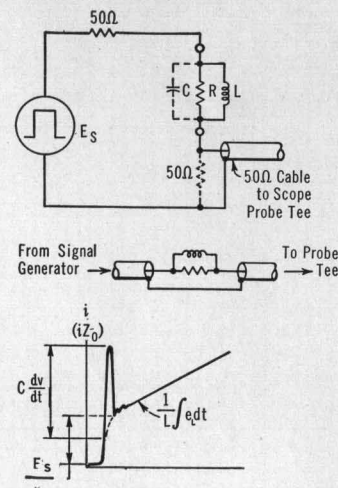 50Ω
C R L
E_S
50Ω
50Ω Cable
to Scope
Probe Tee
From Signal
Generator
To Probe
Tee
i
(iZ_0)
C dv/dt
1/L ∫e_L dt
E_S